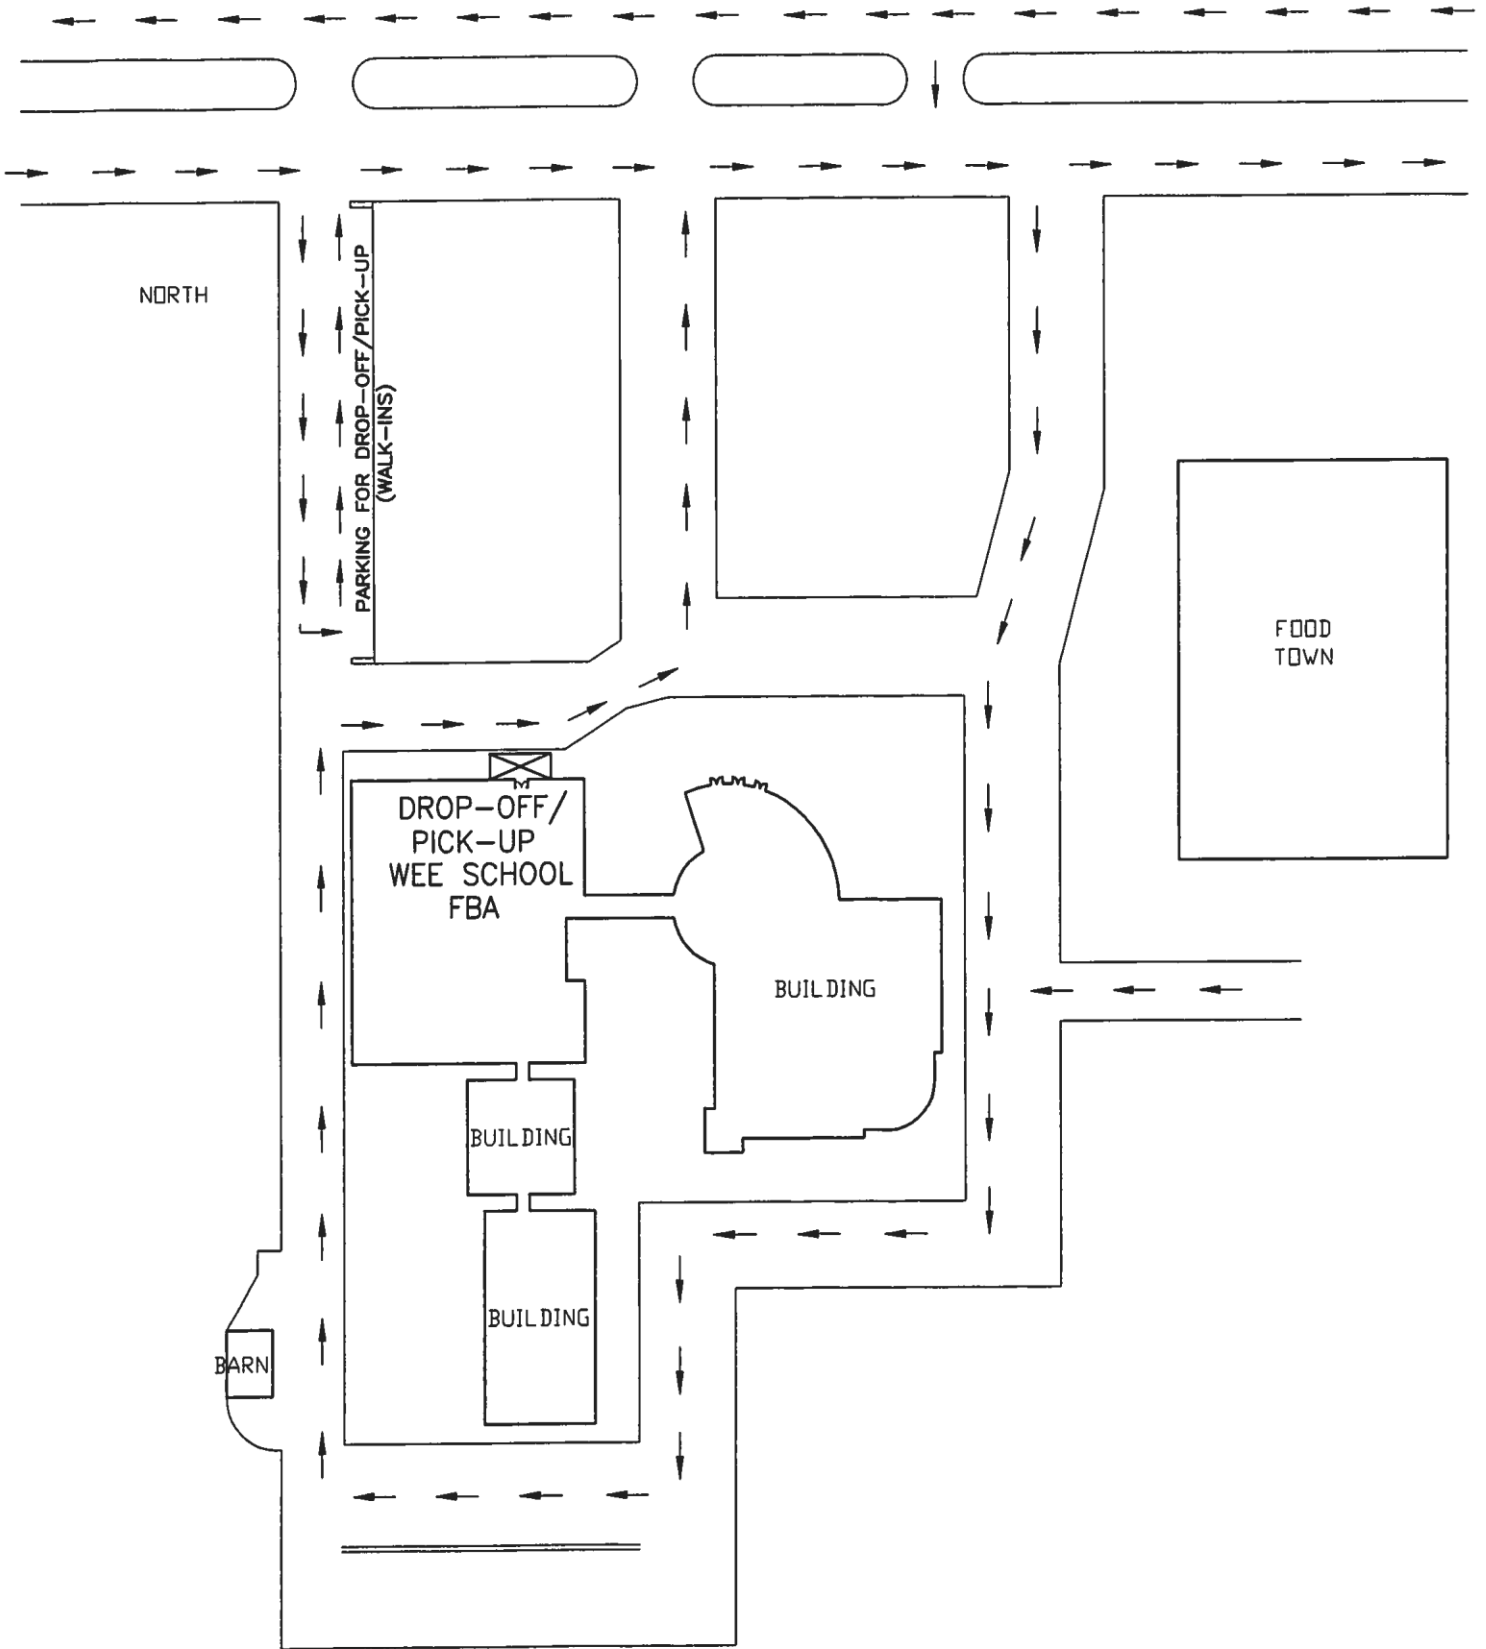 NORTH
PARKING FOR DROP-OFF/PICK-UP
(WALK-INS)
FOOD
TOWN
DROP-OFF/
PICK-UP
WEE SCHOOL
FBA
BUILDING
BUILDING
BUILDING
BARN